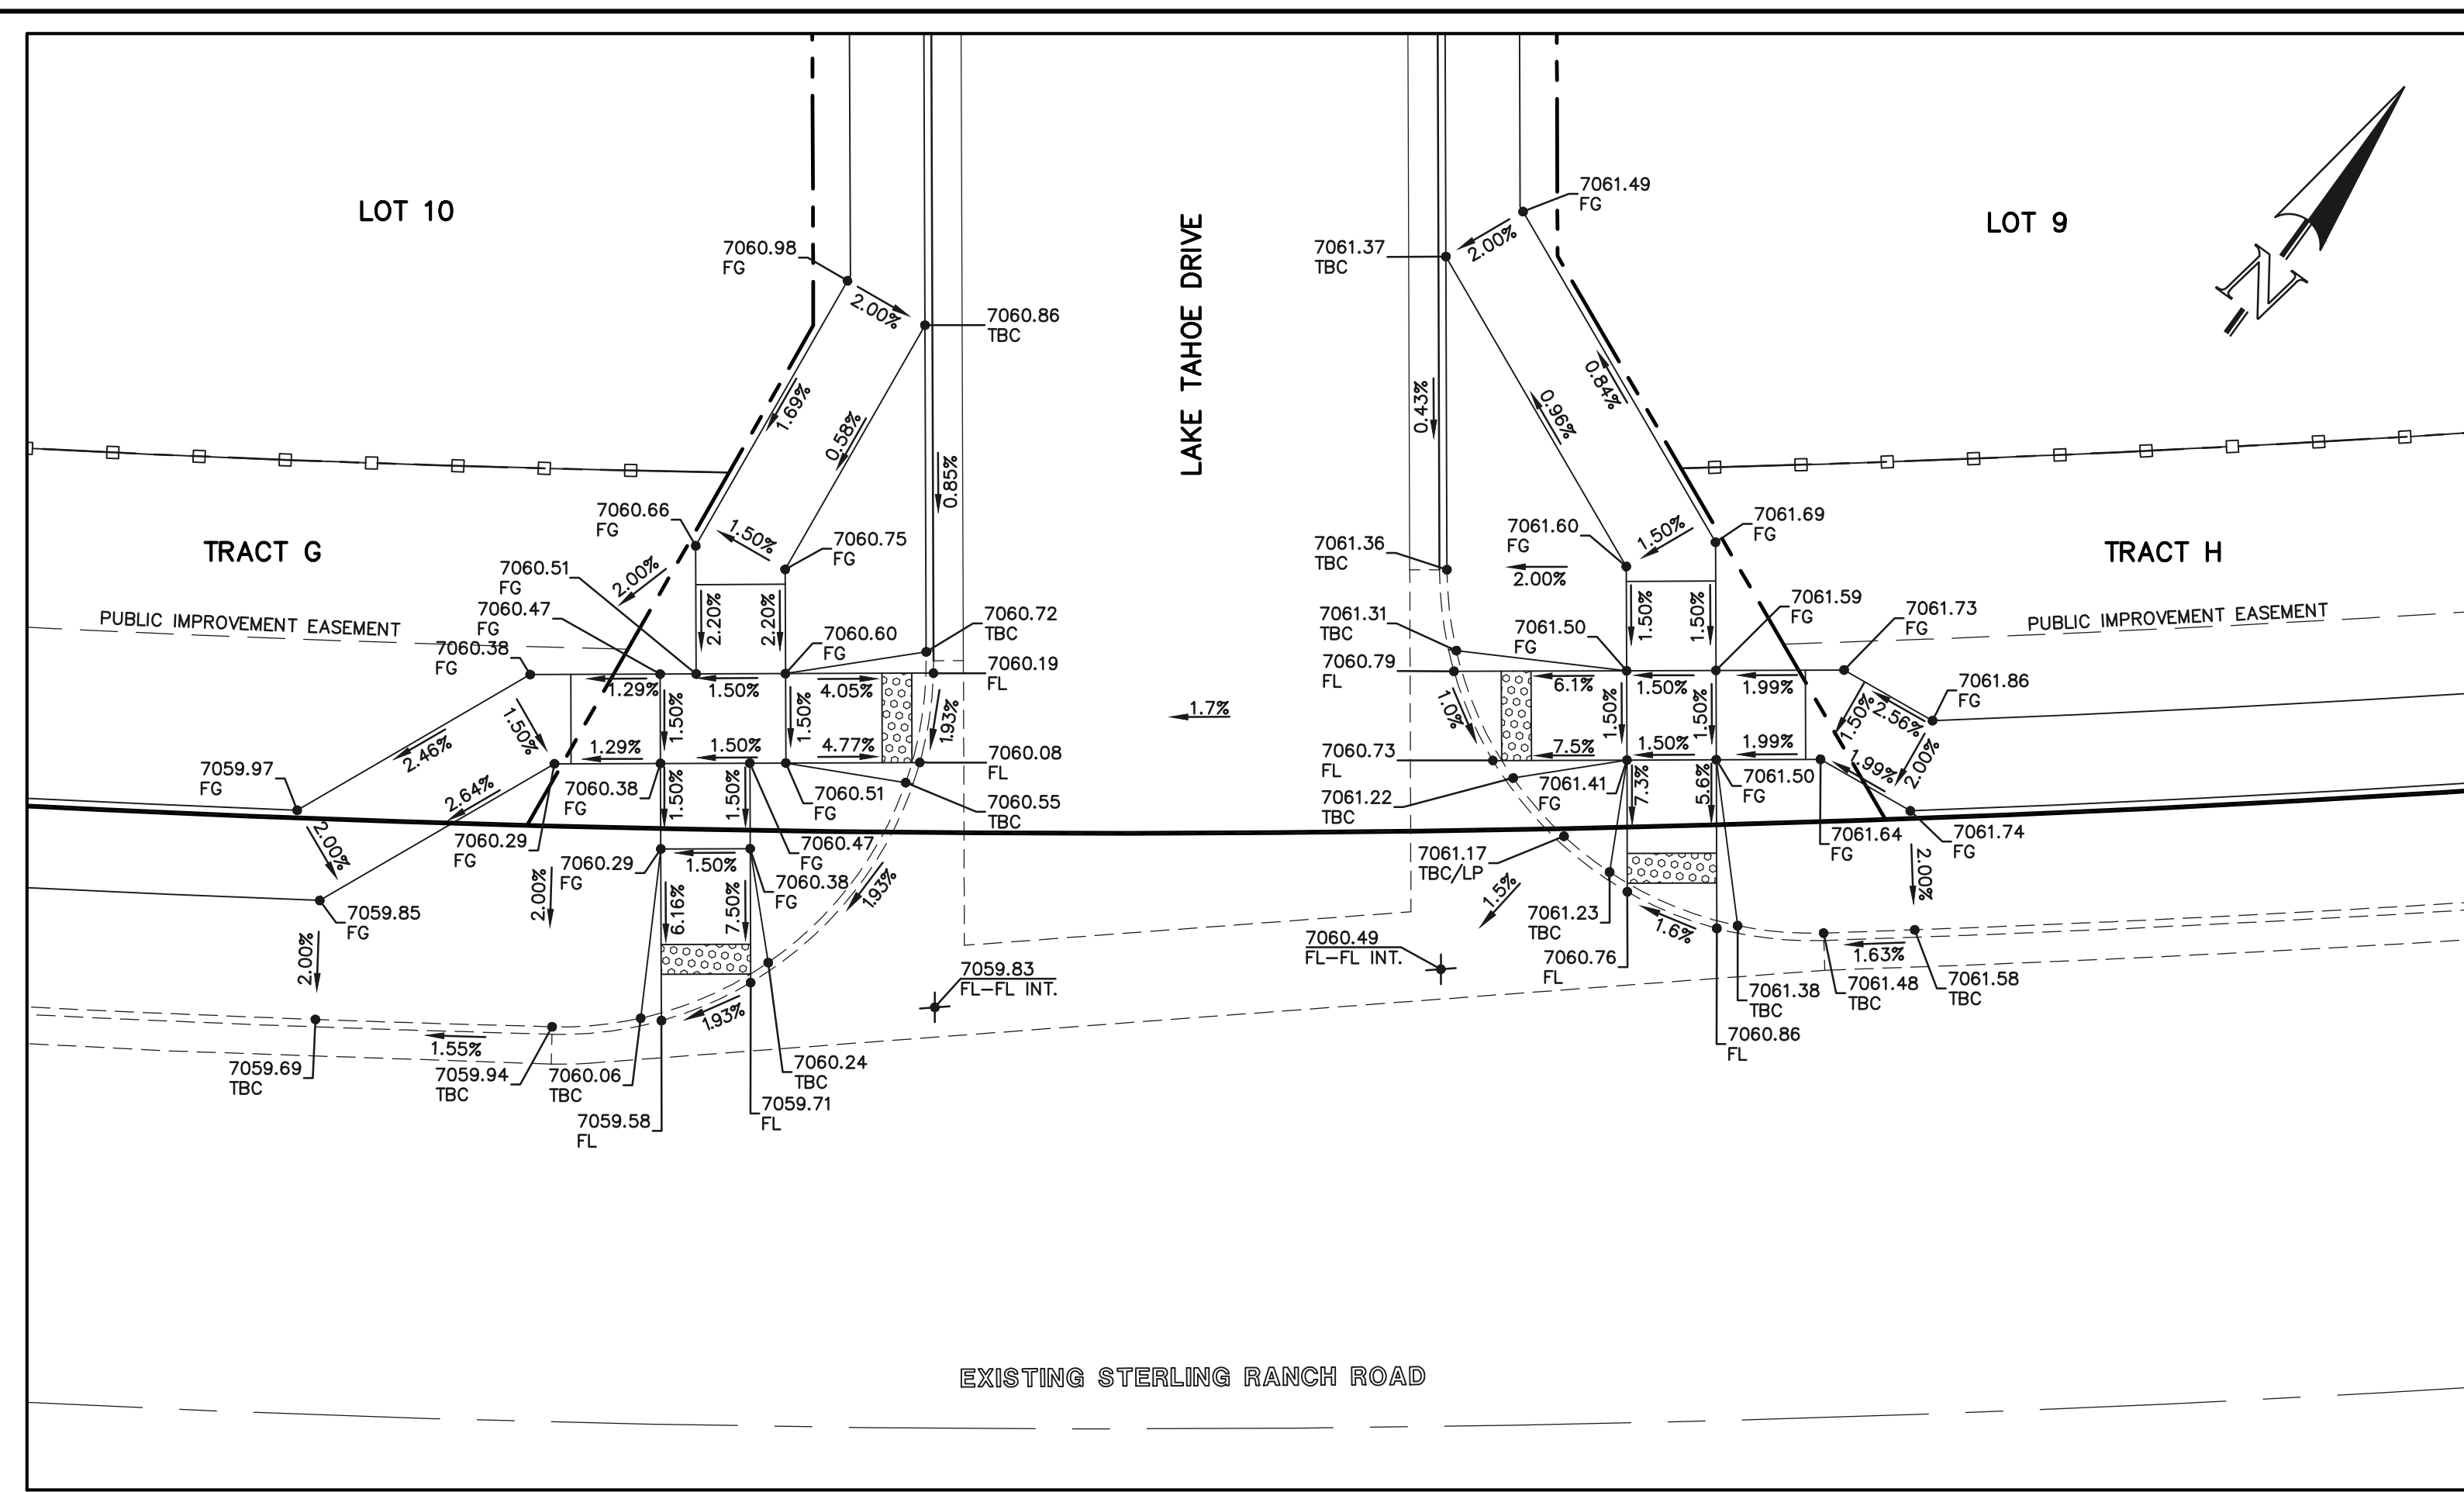 LOT 10
7060.98
FG
2.00%
7060.86
TBC
LAKE TAHOE DRIVE
7061.37
TBC
7061.49
FG
2.00%
LOT 9
N
1.69%
0.58%
0.85%
0.43%
0.96%
0.84%
TRACT G
7060.66
FG
1.50%
7060.75
FG
7060.51
FG
2.00%
7060.47
FG
PUBLIC IMPROVEMENT EASEMENT
7060.38
FG
2.20%
2.20%
7060.60
FG
7060.72
TBC
7060.19
FL
1.29%
1.50%
4.05%
1.50%
1.50%
1.93%
1.50%
2.46%
1.29%
1.50%
4.77%
7060.08
FL
7059.97
FG
2.64%
7060.38
FG
1.50%
1.50%
7060.51
FG
7060.55
TBC
2.00%
7060.29
FG
7060.29
FG
1.50%
7060.47
FG
7060.38
FG
1.93%
7059.85
FG
2.00%
2.00%
6.16%
7.50%
7059.83
FL-FL INT.
1.93%
1.55%
7059.69
TBC
7059.94
TBC
7060.06
TBC
7060.24
TBC
7059.58
FL
7059.71
FL
1.7%
7061.36
TBC
7061.60
FG
1.50%
7061.69
FG
2.00%
TRACT H
7061.31
TBC
7061.50
FG
1.50%
1.50%
7061.59
FG
7061.73
FG
PUBLIC IMPROVEMENT EASEMENT
7060.79
FL
6.1%
1.50%
1.99%
7061.86
FG
1.0%
1.50%
1.50%
1.50%
2.56%
7060.73
FL
7.5%
1.50%
1.99%
1.99%
2.00%
7061.22
TBC
7061.41
FG
7.3%
5.6%
7061.50
FG
7061.17
TBC/LP
7061.64
FG
7061.74
FG
1.5%
2.00%
7061.23
TBC
1.6%
7060.49
FL-FL INT.
7060.76
FL
1.63%
7061.38
TBC
7061.48
TBC
7061.58
TBC
7060.86
FL
EXISTING STERLING RANCH ROAD